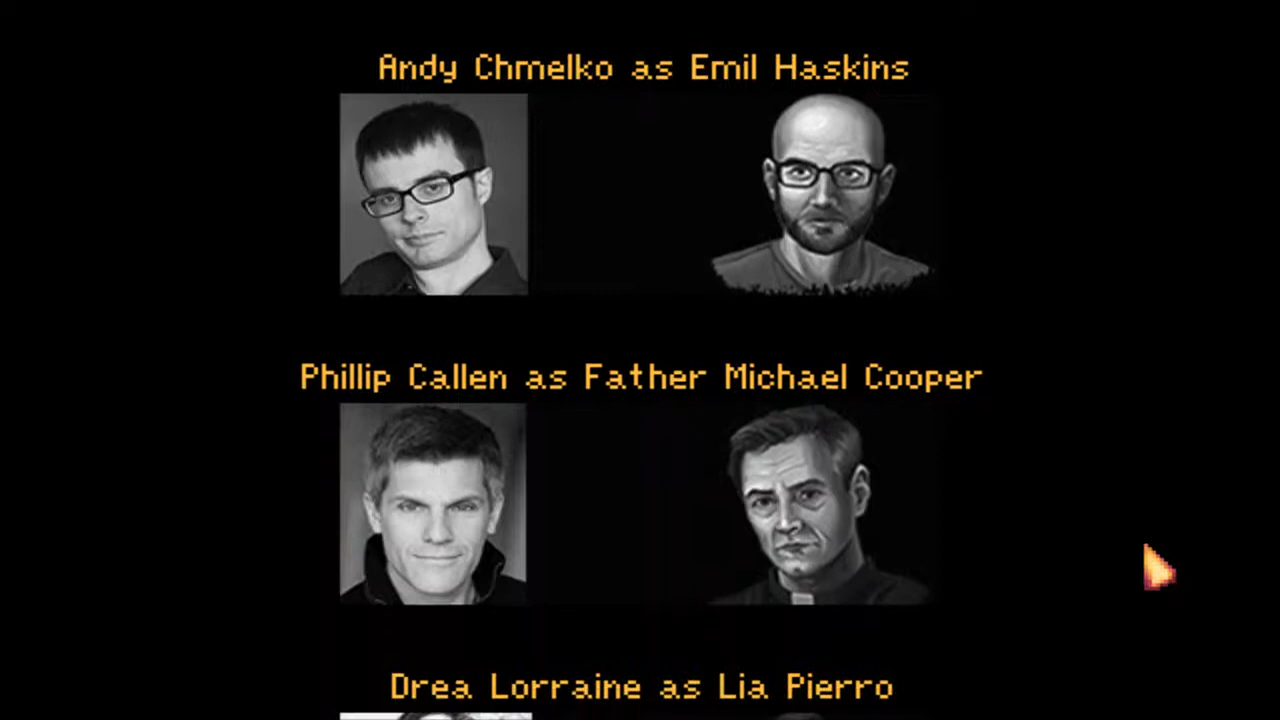 Andy Chmelko as Emil Haskins
Phillip Callen as Father Michael Cooper
Drea Lorraine as Lia Pierro